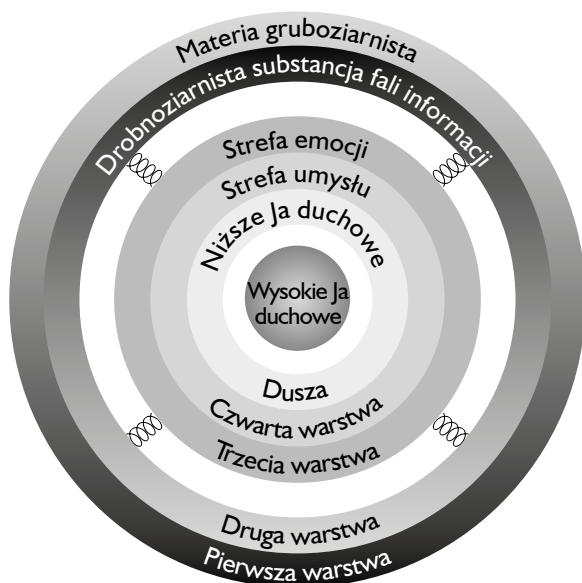 Materia gruboziarnista
Drobnoziarnista substancja fali informacji
Strefa emocji
Strefa umysłu
Niższe Ja duchowe
Wysokie Ja
duchowe
Dusza
Czwarta warstwa
Trzecia warstwa
Druga warstwa
Pierwsza warstwa